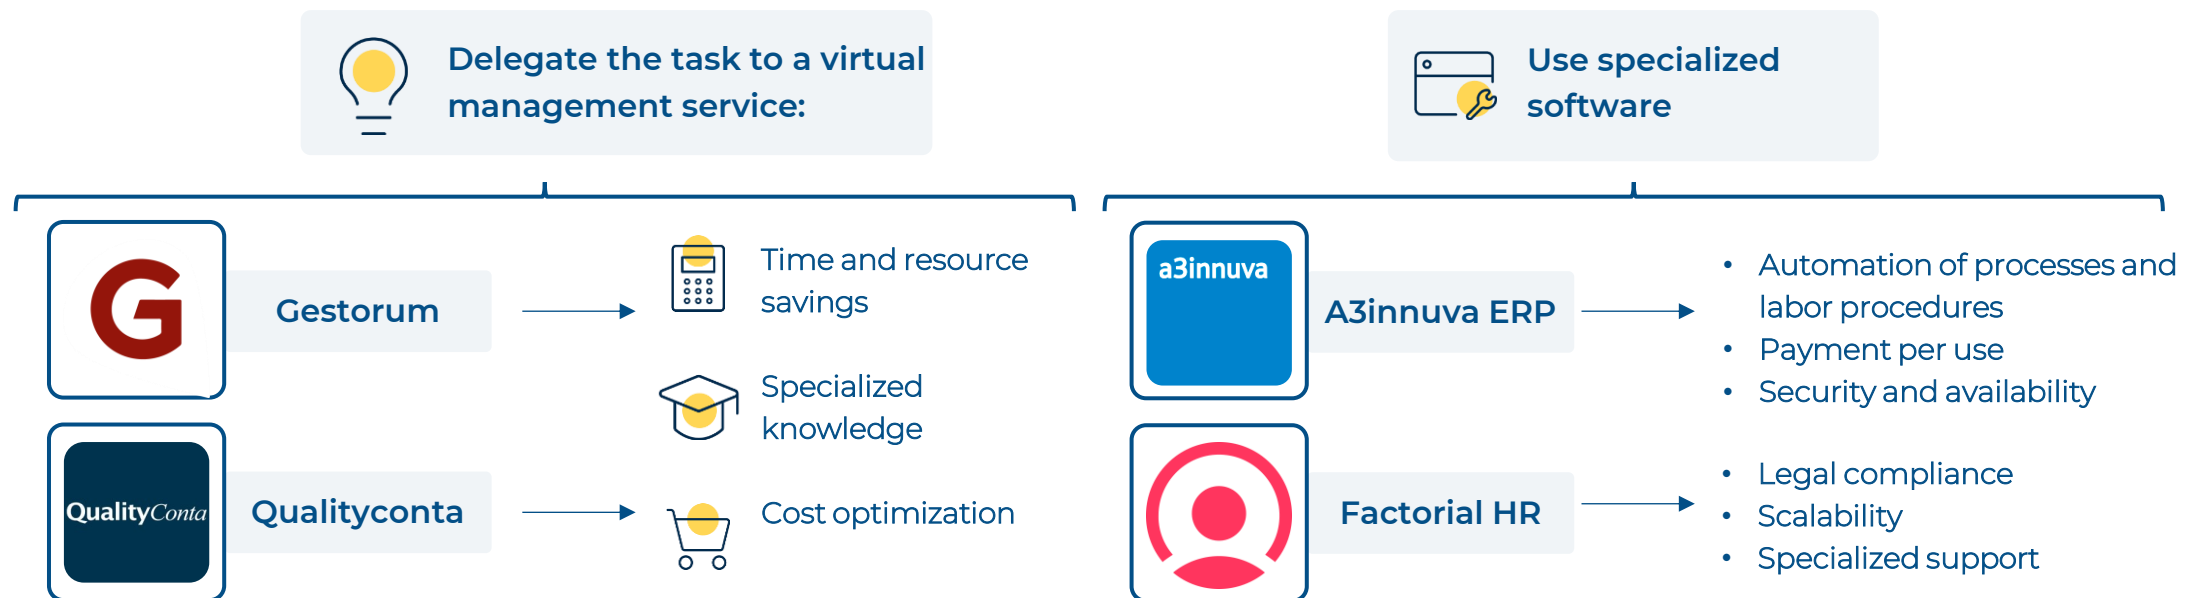 Delegate the task to a virtual
management service:
Gestorum
Time and resource
savings
Specialized
knowledge
QualityConta
Qualityconta
Cost optimization
Use specialized
software
a3innuva
A3innuva ERP
• Automation of processes and
labor procedures
• Payment per use
• Security and availability
Factorial HR
• Legal compliance
• Scalability
• Specialized support